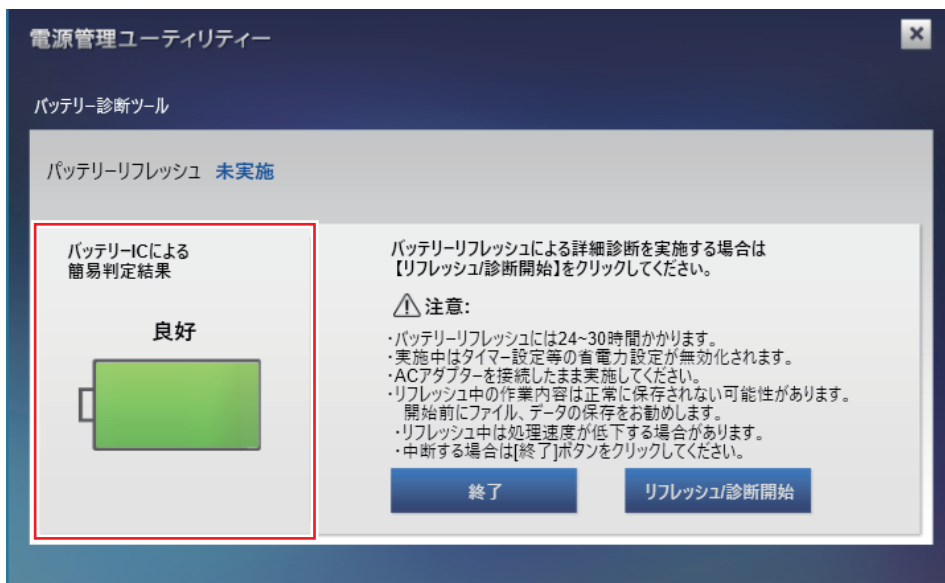 電源管理ユーティリティー
バッテリー診断ツール
バッテリーリフレッシュ 未実施
バッテリーICによる
簡易判定結果
良好
バッテリーリフレッシュによる詳細診断を実施する場合は
【リフレッシュ/診断開始】をクリックしてください。
注意:
・バッテリーリフレッシュには24~30時間かかります。
・実施中はタイマー設定等の省電力設定が無効化されます。
・ACアダプターを接続したまま実施してください。
・リフレッシュ中の作業内容は正常に保存されない可能性があります。
開始前にファイル、データの保存をお勧めします。
・リフレッシュ中は処理速度が低下する場合があります。
・中断する場合は[終了]ボタンをクリックしてください。
終了
リフレッシュ/診断開始